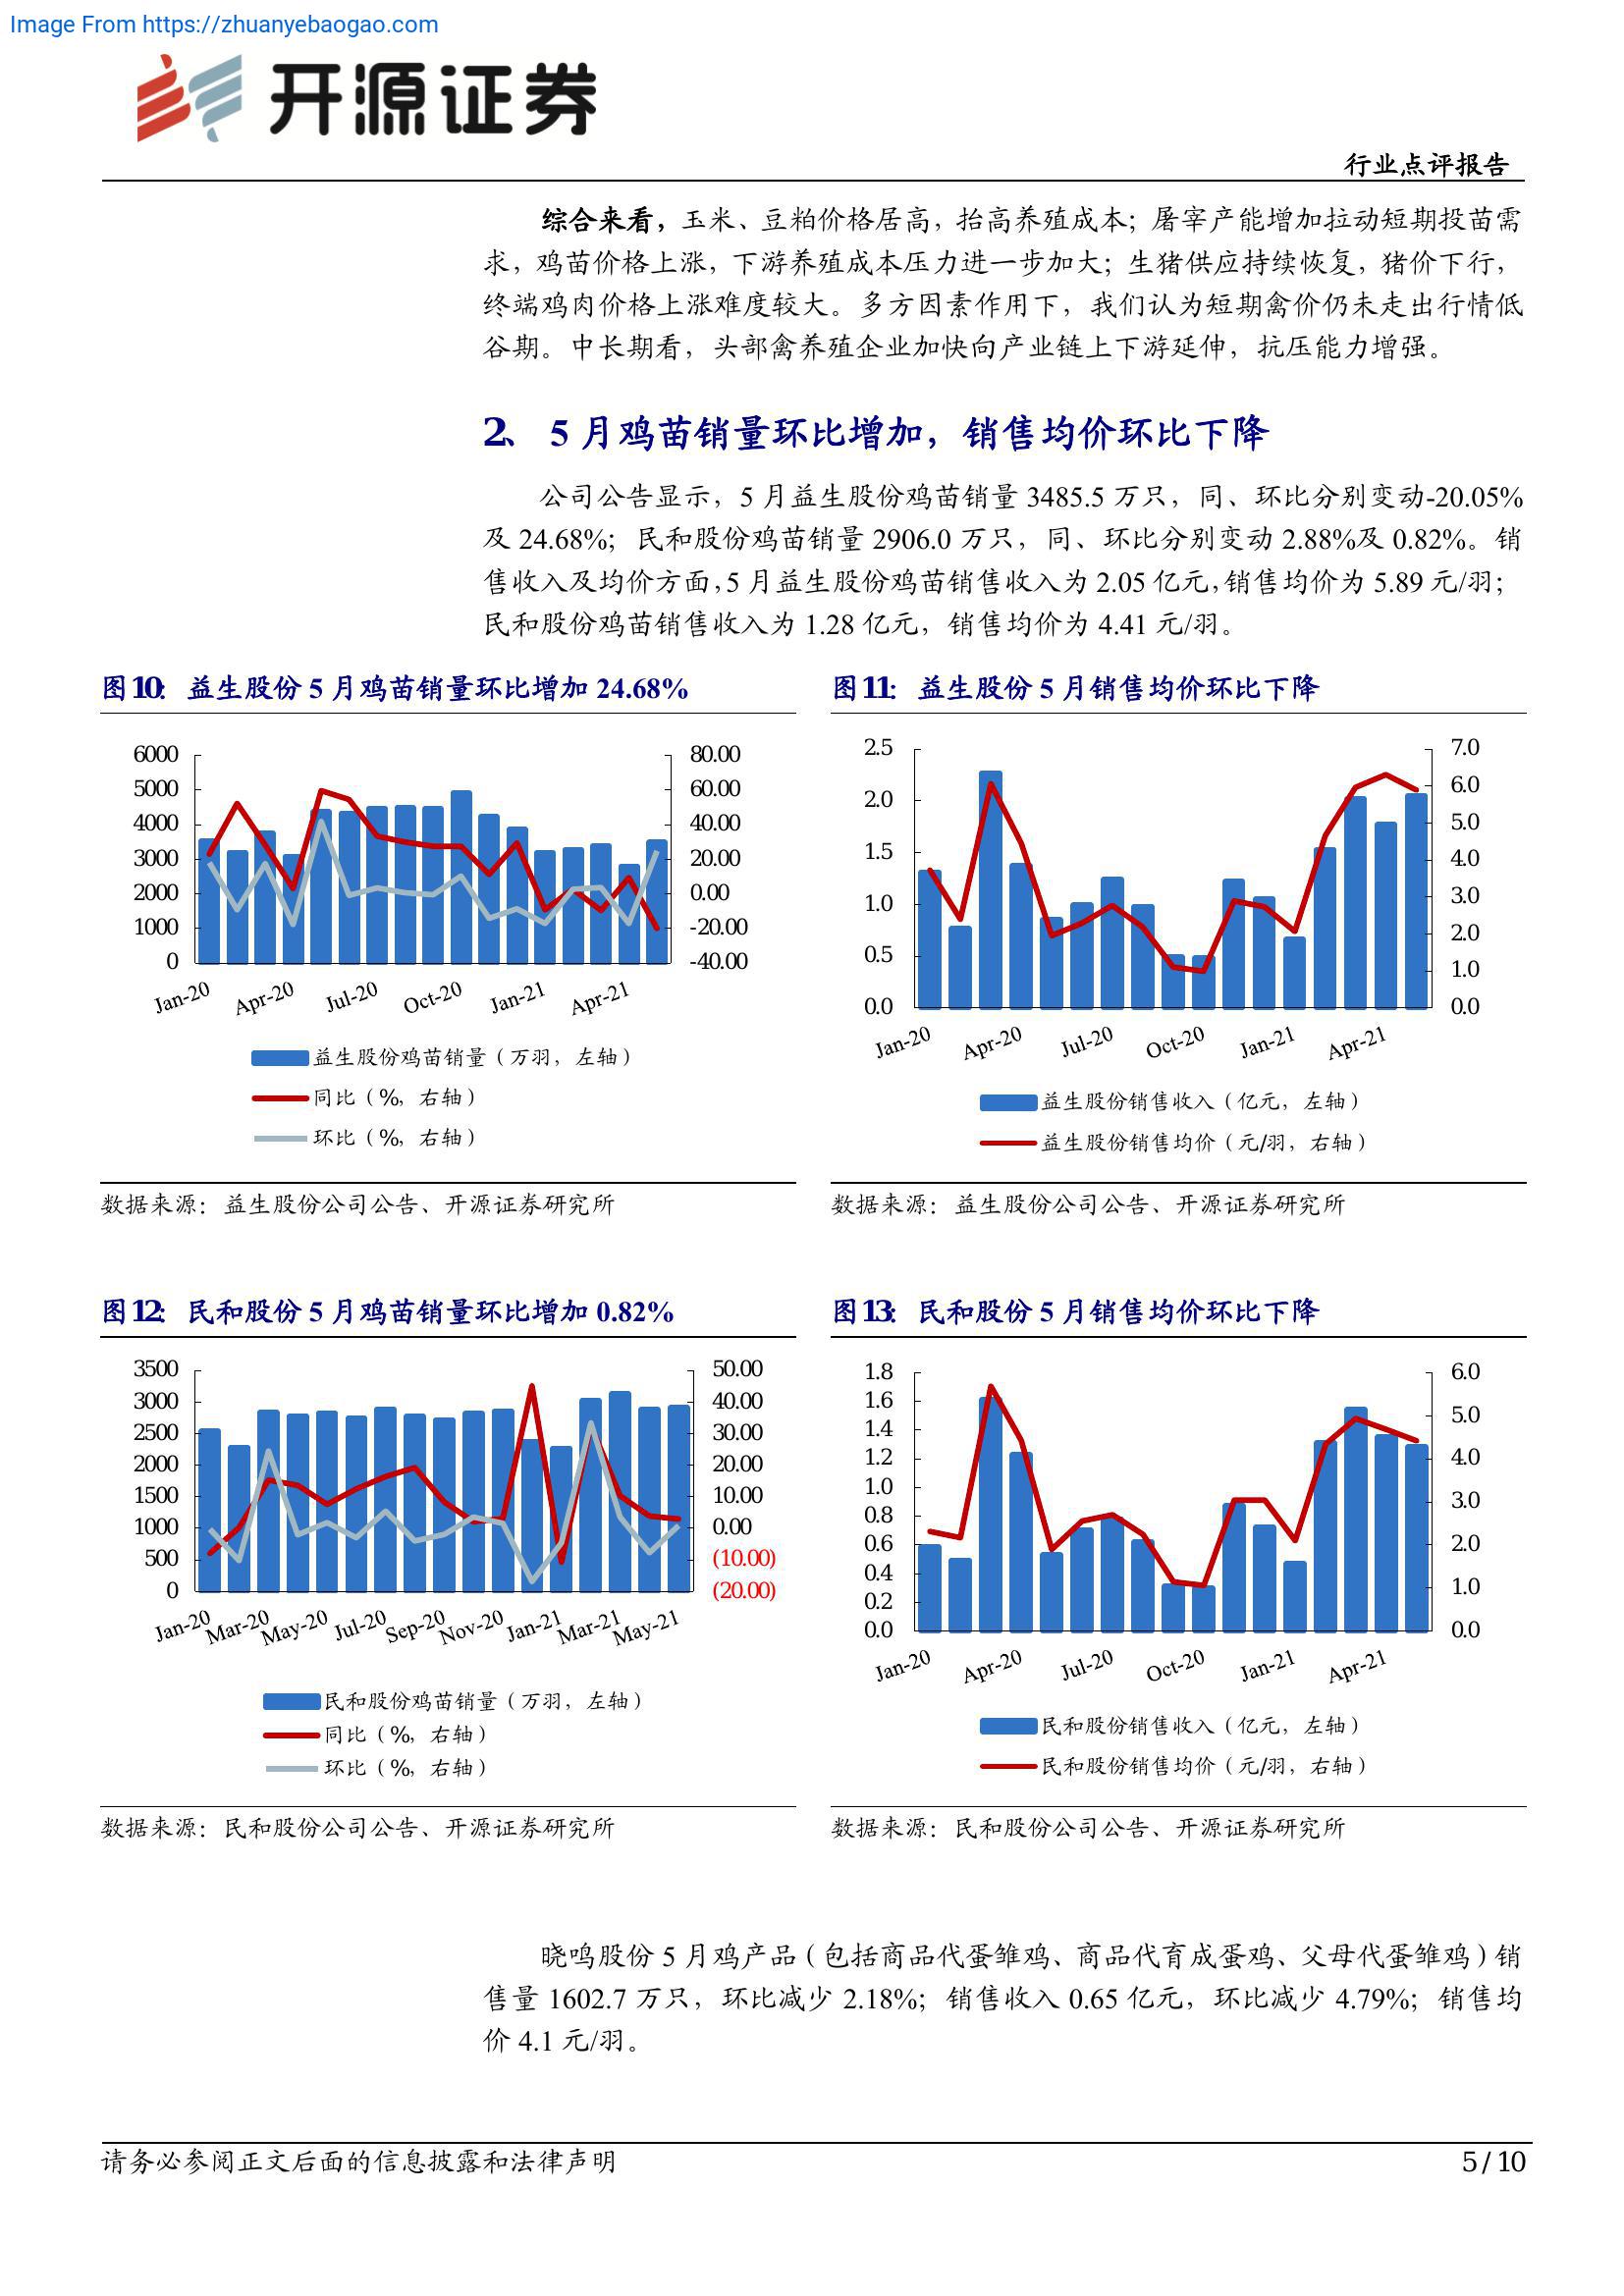 Image From https://zhuanyebaogao.com
开源证券
行业点评报告
综合来看，玉米、豆粕价格居高，抬高养殖成本；屠宰产能增加拉动短期投苗需
求，鸡苗价格上涨，下游养殖成本压力进一步加大；生猪供应持续恢复，猪价下行，
终端鸡肉价格上涨难度较大。多方因素作用下，我们认为短期禽价仍未走出行情低
谷期。中长期看，头部禽养殖企业加快向产业链上下游延伸，抗压能力增强。
2、 5 月鸡苗销量环比增加，销售均价环比下降
公司公告显示，5 月益生股份鸡苗销量 3485.5 万只，同、环比分别变动-20.05%
及 24.68%；民和股份鸡苗销量 2906.0 万只，同、环比分别变动 2.88%及 0.82%。销
售收入及均价方面，5 月益生股份鸡苗销售收入为 2.05 亿元，销售均价为 5.89 元/羽；
民和股份鸡苗销售收入为 1.28 亿元，销售均价为 4.41 元/羽。
图10：益生股份 5 月鸡苗销量环比增加 24.68%
6000
5000
4000
3000
2000
1000
0
80.00
60.00
40.00
20.00
0.00
-20.00
-40.00
Jan-20 Apr-20 Jul-20 Oct-20 Jan-21 Apr-21
益生股份鸡苗销量（万羽，左轴）
同比（%，右轴）
环比（%，右轴）
数据来源：益生股份公司公告、开源证券研究所
图11：益生股份 5 月销售均价环比下降
2.5
2.0
1.5
1.0
0.5
0.0
7.0
6.0
5.0
4.0
3.0
2.0
1.0
0.0
Jan-20 Apr-20 Jul-20 Oct-20 Jan-21 Apr-21
益生股份销售收入（亿元，左轴）
益生股份销售均价（元/羽，右轴）
数据来源：益生股份公司公告、开源证券研究所
图12：民和股份 5 月鸡苗销量环比增加 0.82%
3500
3000
2500
2000
1500
1000
500
0
50.00
40.00
30.00
20.00
10.00
0.00
(10.00)
(20.00)
Jan-20 Mar-20 May-20 Jul-20 Sep-20 Nov-20 Jan-21 Mar-21 May-21
民和股份鸡苗销量（万羽，左轴）
同比（%，右轴）
环比（%，右轴）
数据来源：民和股份公司公告、开源证券研究所
图13：民和股份 5 月销售均价环比下降
1.8
1.6
1.4
1.2
1.0
0.8
0.6
0.4
0.2
0.0
6.0
5.0
4.0
3.0
2.0
1.0
0.0
Jan-20 Apr-20 Jul-20 Oct-20 Jan-21 Apr-21
民和股份销售收入（亿元，左轴）
民和股份销售均价（元/羽，右轴）
数据来源：民和股份公司公告、开源证券研究所
晓鸣股份 5 月鸡产品（包括商品代蛋雏鸡、商品代育成蛋鸡、父母代蛋雏鸡）销
售量 1602.7 万只，环比减少 2.18%；销售收入 0.65 亿元，环比减少 4.79%；销售均
价 4.1 元/羽。
请务必参阅正文后面的信息披露和法律声明
5 / 10